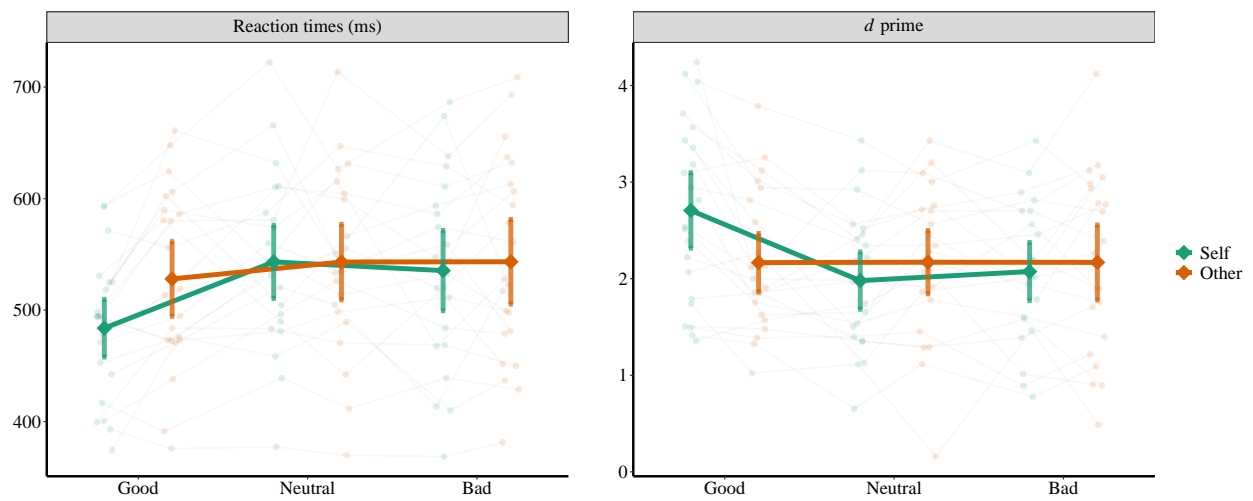 Reaction times (ms)
700
600
500
400
Good Neutral Bad
d prime
4
3
2
1
0
Good Neutral Bad
Self
Other